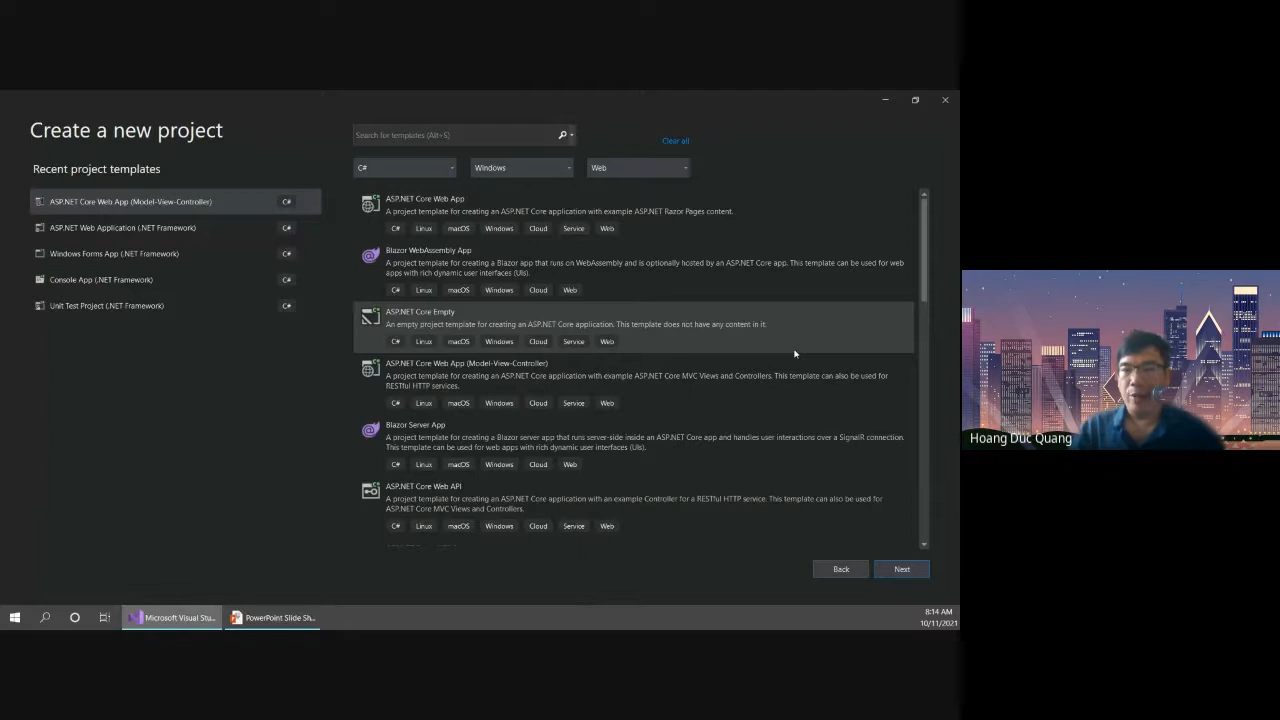 Create a new project
Search for templates (Alt+S)
Clear all
Recent project templates
C#
Windows
Web
ASP.NET Core Web App (Model-View-Controller) C#
ASP.NET Web Application (.NET Framework) C#
Windows Forms App (.NET Framework) C#
Console App (.NET Framework) C#
Unit Test Project (.NET Framework) C#
ASP.NET Core Web App
A project template for creating an ASP.NET Core application with example ASP.NET Razor Pages content.
C# Linux macOS Windows Cloud Service Web
Blazor WebAssembly App
A project template for creating a Blazor app that runs on WebAssembly and is optionally hosted by an ASP.NET Core app. This template can be used for web
apps with rich dynamic user interfaces (UIs).
C# Linux macOS Windows Cloud Web
ASP.NET Core Empty
An empty project template for creating an ASP.NET Core application. This template does not have any content in it.
C# Linux macOS Windows Cloud Service Web
ASP.NET Core Web App (Model-View-Controller)
A project template for creating an ASP.NET Core application with example ASP.NET Core MVC Views and Controllers. This template can also be used for
RESTful HTTP services.
C# Linux macOS Windows Cloud Service Web
Blazor Server App
A project template for creating a Blazor server app that runs server-side inside an ASP.NET Core app and handles user interactions over a SignalR connection.
This template can be used for web apps with rich dynamic user interfaces (UIs).
C# Linux macOS Windows Cloud Web
ASP.NET Core Web API
A project template for creating an ASP.NET Core application with an example Controller for a RESTful HTTP service. This template can also be used for
ASP.NET Core MVC Views and Controllers.
C# Linux macOS Windows Cloud Service Web
Back
Next
Microsoft Visual Stu...
PowerPoint Slide Sh...
8:14 AM
10/11/2021
Hoang Duc Quang